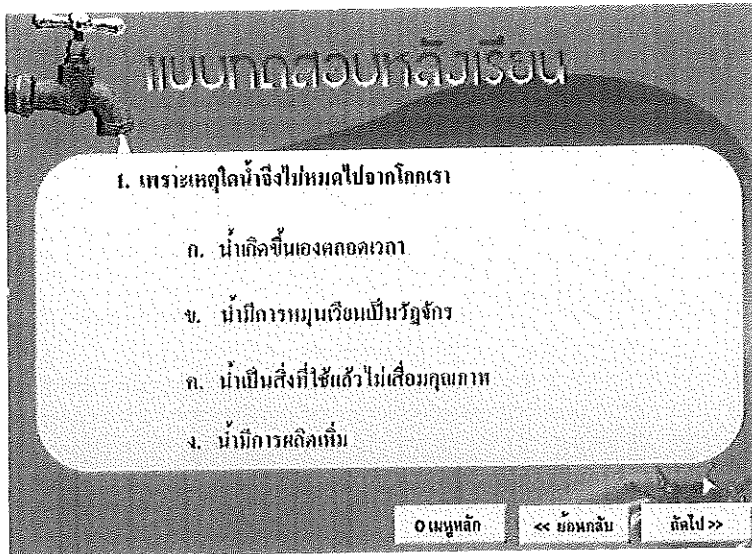 แบบทดสอบหลังเรียน
1. เพราะเหตุใดน้ำจึงไม่หมดไปจากโลกเรา
ก. น้ำเกิดขึ้นเองตลอดเวลา
ข. น้ำมีการหมุนเวียนเป็นวัฏจักร
ค. น้ำเป็นสิ่งที่ใช้แล้วไม่เสื่อมคุณภาพ
ง. น้ำมีการผลิตเพิ่ม
0 เมนูหลัก << ย้อนกลับ ถัดไป >>